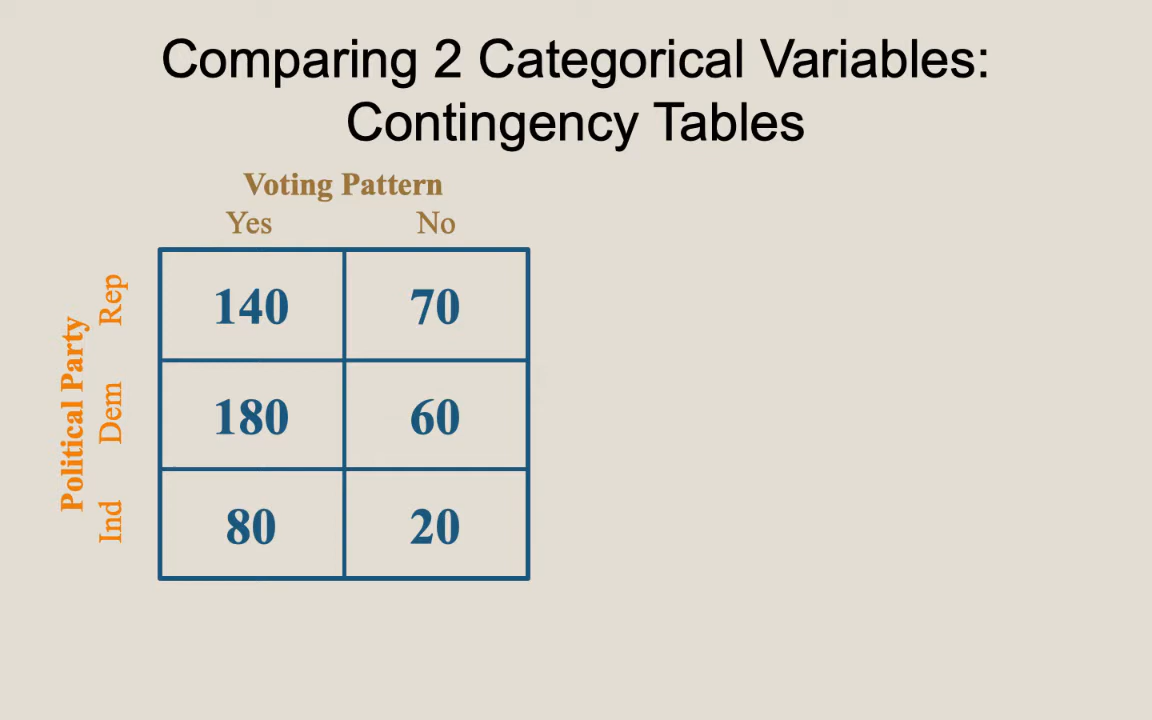 Comparing 2 Categorical Variables:
Contingency Tables
Voting Pattern
Yes No
Political Party
Rep 140 70
Dem 180 60
Ind 80 20